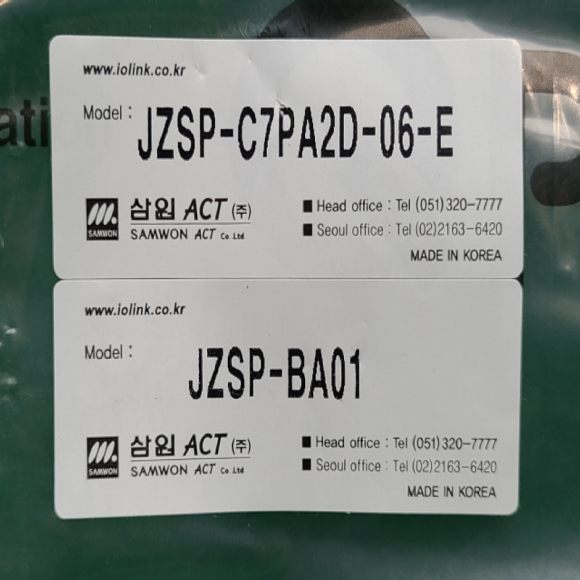 ati
www.iolink.co.kr
Model : JZSP-C7PA2D-06-E
SAMWON 삼원 ACT (주) ■ Head office : Tel (051)320-7777
SAMWON ACT Co Ltd ■ Seoul office : Tel (02)2163-6420
MADE IN KOREA
www.iolink.co.kr
Model : JZSP-BA01
SAMWON 삼원 ACT (주) ■ Head office : Tel (051)320-7777
SAMWON ACT Co Ltd ■ Seoul office : Tel (02)2163-6420
MADE IN KOREA